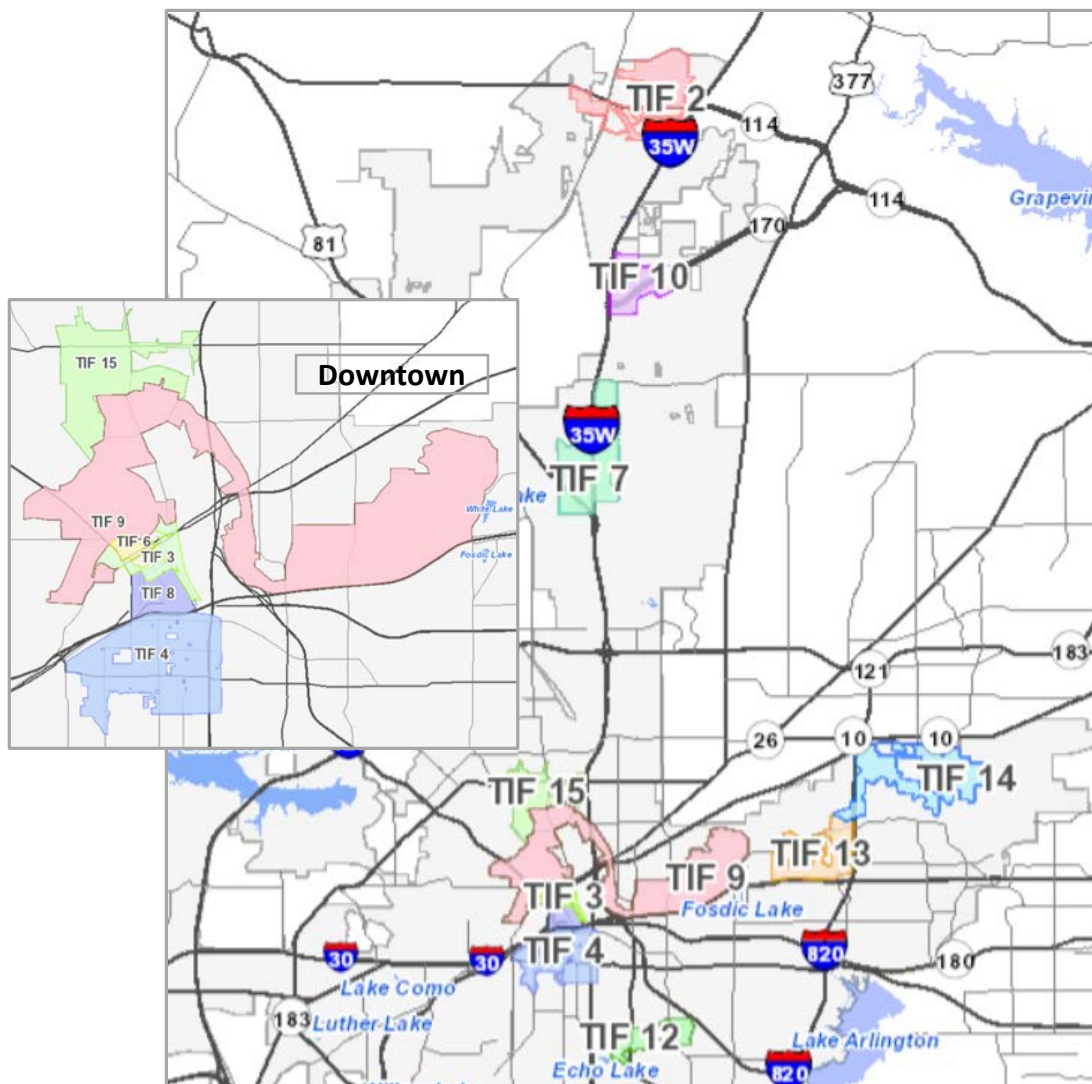 377
TIF 2
114
35W
114
Grapevi
170
81
TIF 10
Downtown
TIF 15
35W
TIF 7
ke
White Lake
TIF 9
TIF 6
TIF 3
Fosdic Lake
TIF 8
TIF 4
183
121
26
10
10
TIF 15
TIF 14
TIF 13
TIF 9
TIF 3
Fosdic Lake
TIF 4
820
180
30
30
Lake Como
183
Luther Lake
TIF 12
Lake Arlington
Echo Lake
820